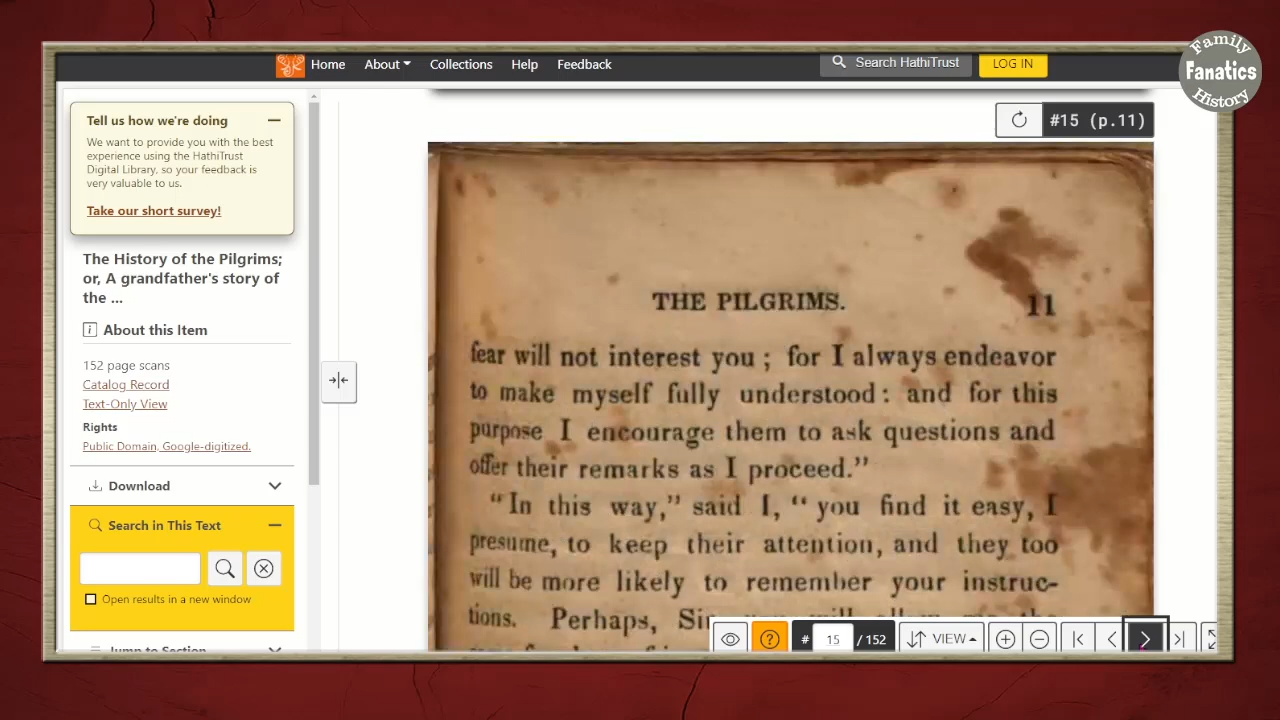 Family
Fanatics
History
Home
About
Collections
Help
Feedback
Search HathiTrust
LOG IN
Tell us how we're doing
We want to provide you with the best
experience using the HathiTrust
Digital Library, so your feedback is
very valuable to us.
Take our short survey!
The History of the Pilgrims;
or, A grandfather's story of
the ...
About this Item
152 page scans
Catalog Record
Text-Only View
Rights
Public Domain, Google-digitized.
Download
Search in This Text
Open results in a new window
Jump to Section
#15 (p.11)
THE PILGRIMS. 11
fear will not interest you ; for I always endeavor
to make myself fully understood : and for this
purpose I encourage them to ask questions and
offer their remarks as I proceed.”
“In this way,” said I, “ you find it easy, I
presume, to keep their attention, and they too
will be more likely to remember your instruc-
tions. Perhaps,
# 15 / 152
VIEW